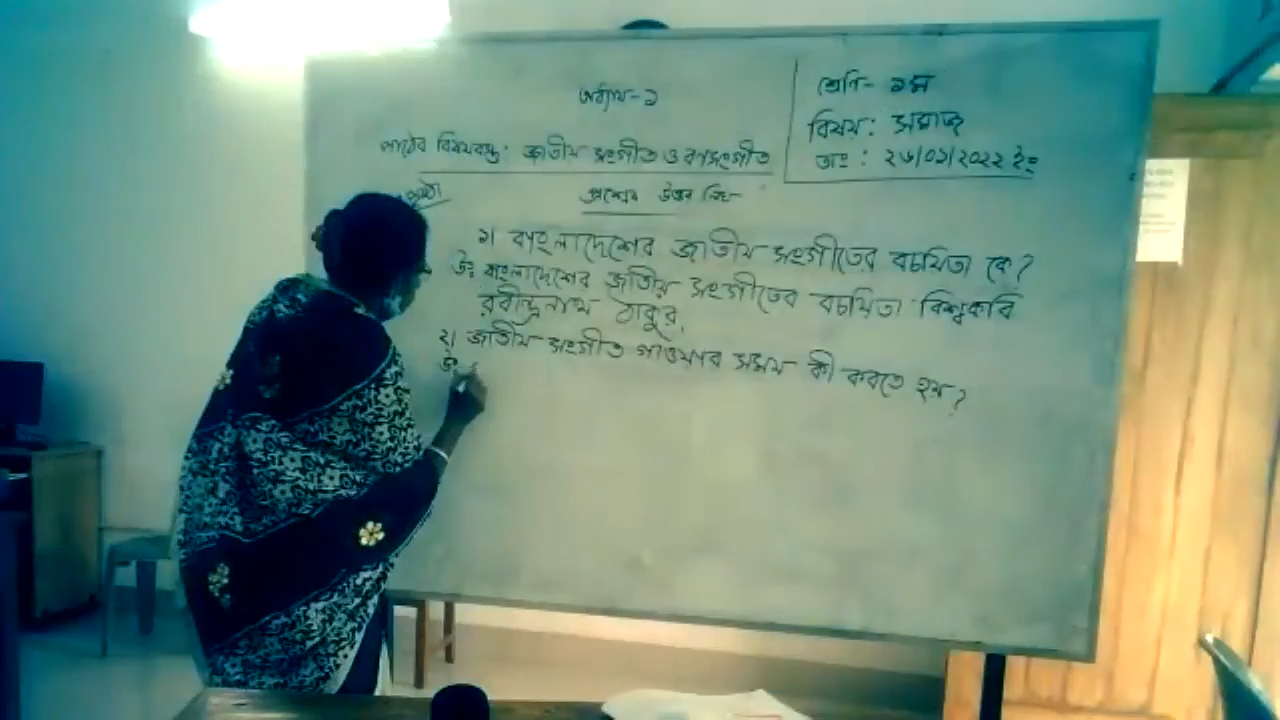 অধ্যায়-১
শ্রেণি- ১ম
বিষয়: সমাজ
তাং: ২৬/০১/২০২২ ইং
পাঠের বিষয়বস্তু: জাতীয় সংগীত ও রণসংগীত
প্রশ্নের উত্তর লিখ
১। বাংলাদেশের জাতীয় সংগীতের রচয়িতা কে?
উঃ বাংলাদেশের জাতীয় সংগীতের রচয়িতা বিশ্বকবি
রবীন্দ্রনাথ ঠাকুর।
২। জাতীয় সংগীত গাওয়ার সময় কী করতে হয়?
উঃ